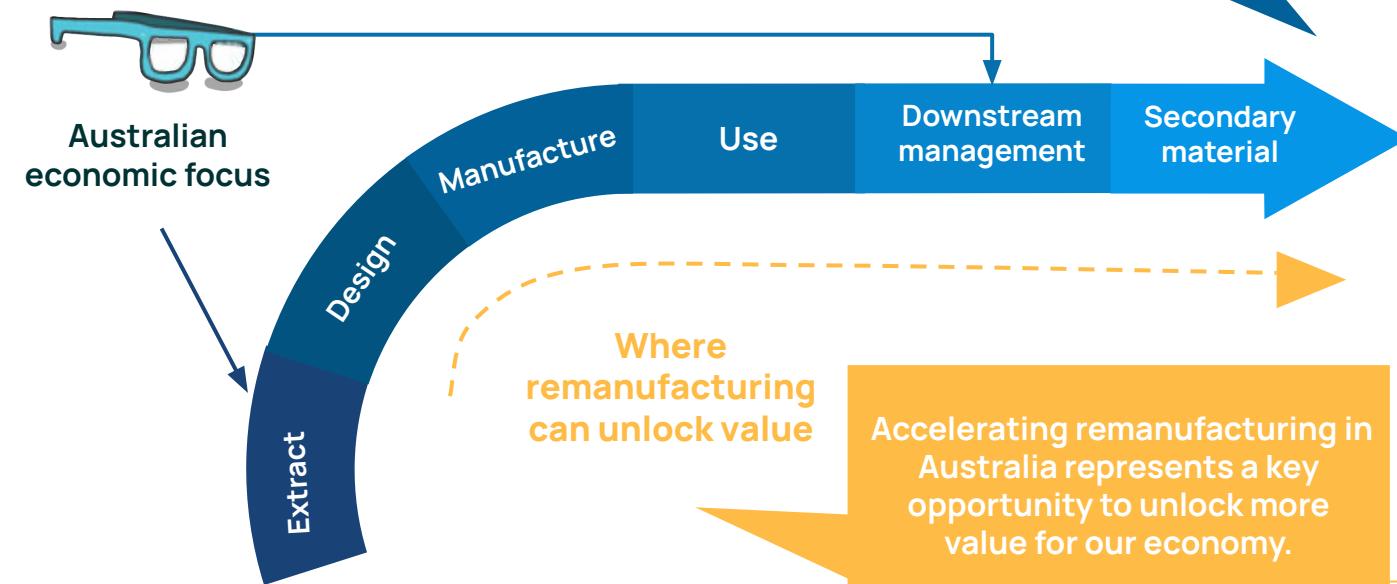 Australian
economic focus
Extract
Design
Manufacture
Use
Downstream
management
Secondary
material
Where
remanufacturing
can unlock value
Accelerating remanufacturing in
Australia represents a key
opportunity to unlock more
value for our economy.